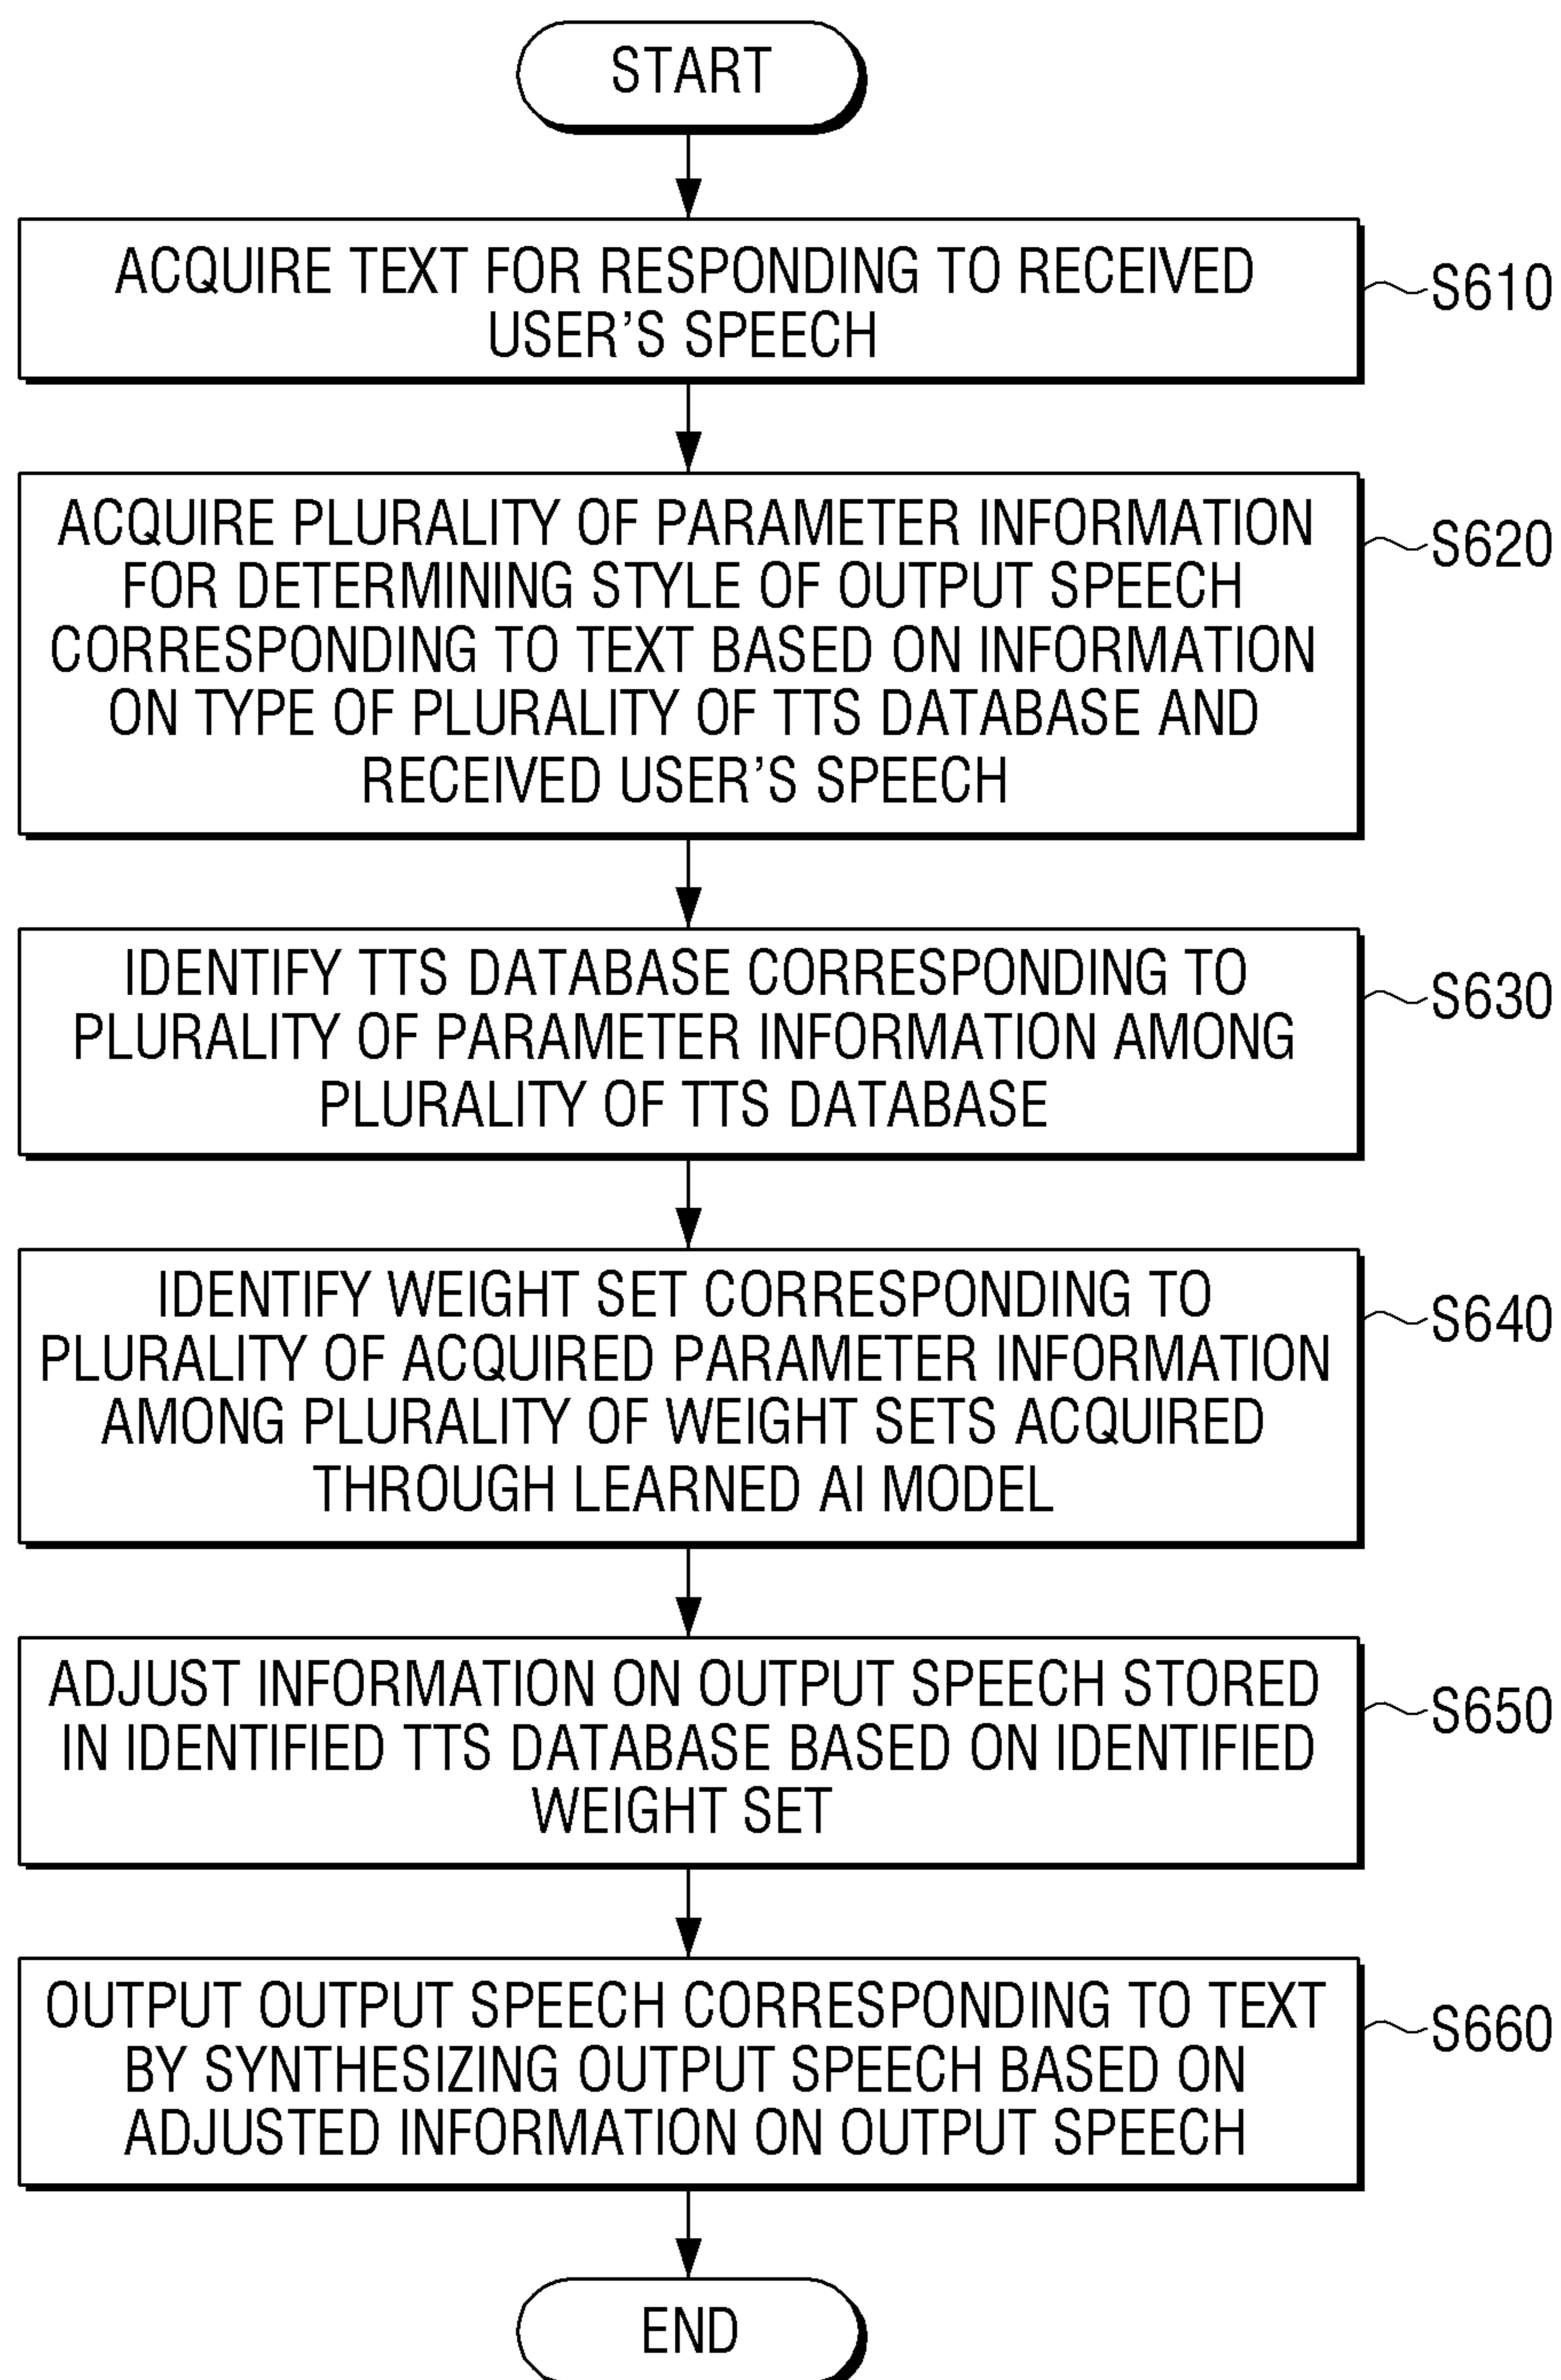 START
ACQUIRE TEXT FOR RESPONDING TO RECEIVED
USER'S SPEECH
S610
ACQUIRE PLURALITY OF PARAMETER INFORMATION
FOR DETERMINING STYLE OF OUTPUT SPEECH
CORRESPONDING TO TEXT BASED ON INFORMATION
ON TYPE OF PLURALITY OF TTS DATABASE AND
RECEIVED USER'S SPEECH
S620
IDENTIFY TTS DATABASE CORRESPONDING TO
PLURALITY OF PARAMETER INFORMATION AMONG
PLURALITY OF TTS DATABASE
S630
IDENTIFY WEIGHT SET CORRESPONDING TO
PLURALITY OF ACQUIRED PARAMETER INFORMATION
AMONG PLURALITY OF WEIGHT SETS ACQUIRED
THROUGH LEARNED AI MODEL
S640
ADJUST INFORMATION ON OUTPUT SPEECH STORED
IN IDENTIFIED TTS DATABASE BASED ON IDENTIFIED
WEIGHT SET
S650
OUTPUT OUTPUT SPEECH CORRESPONDING TO TEXT
BY SYNTHESIZING OUTPUT SPEECH BASED ON
ADJUSTED INFORMATION ON OUTPUT SPEECH
S660
END